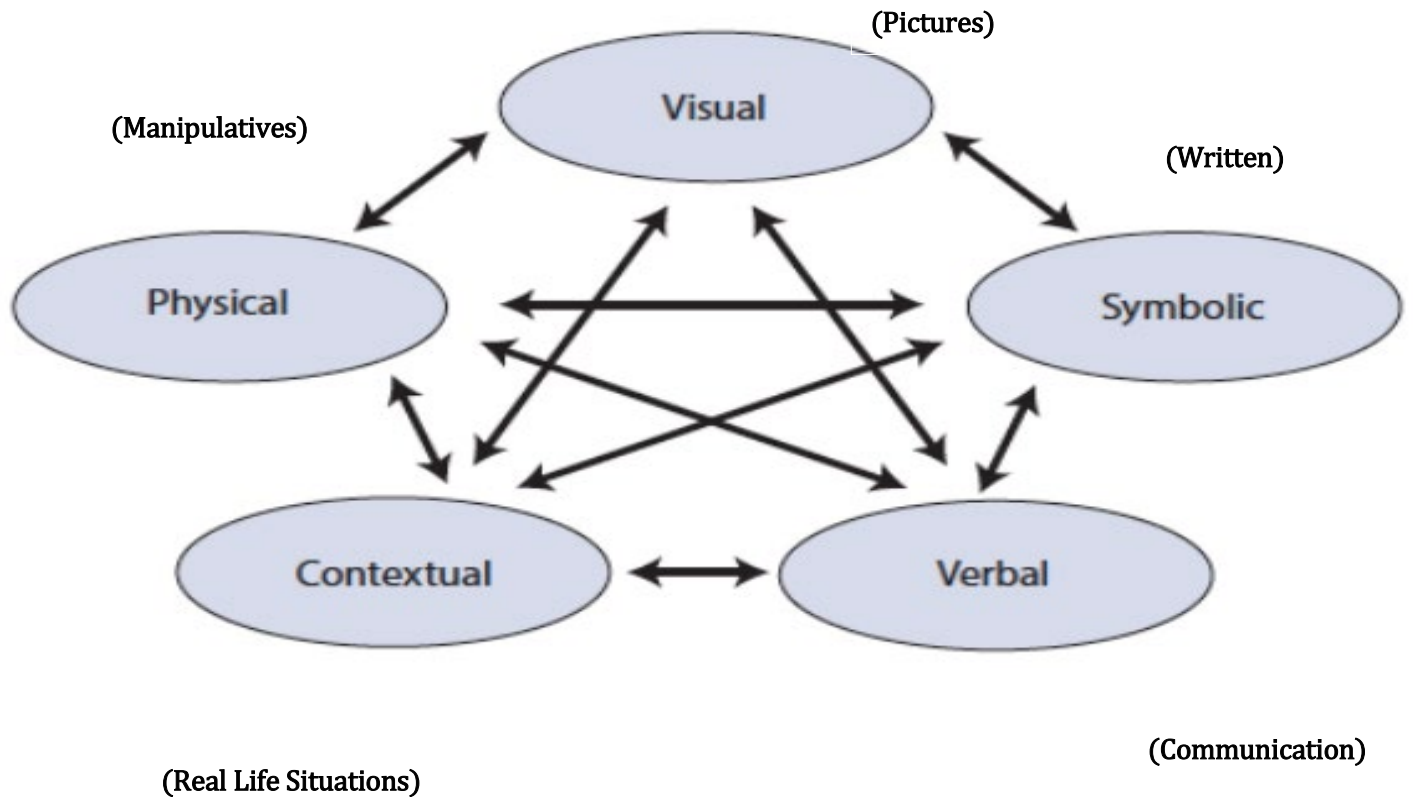 (Pictures)
Visual
(Manipulatives)
(Written)
Physical
Symbolic
Contextual
Verbal
(Communication)
(Real Life Situations)